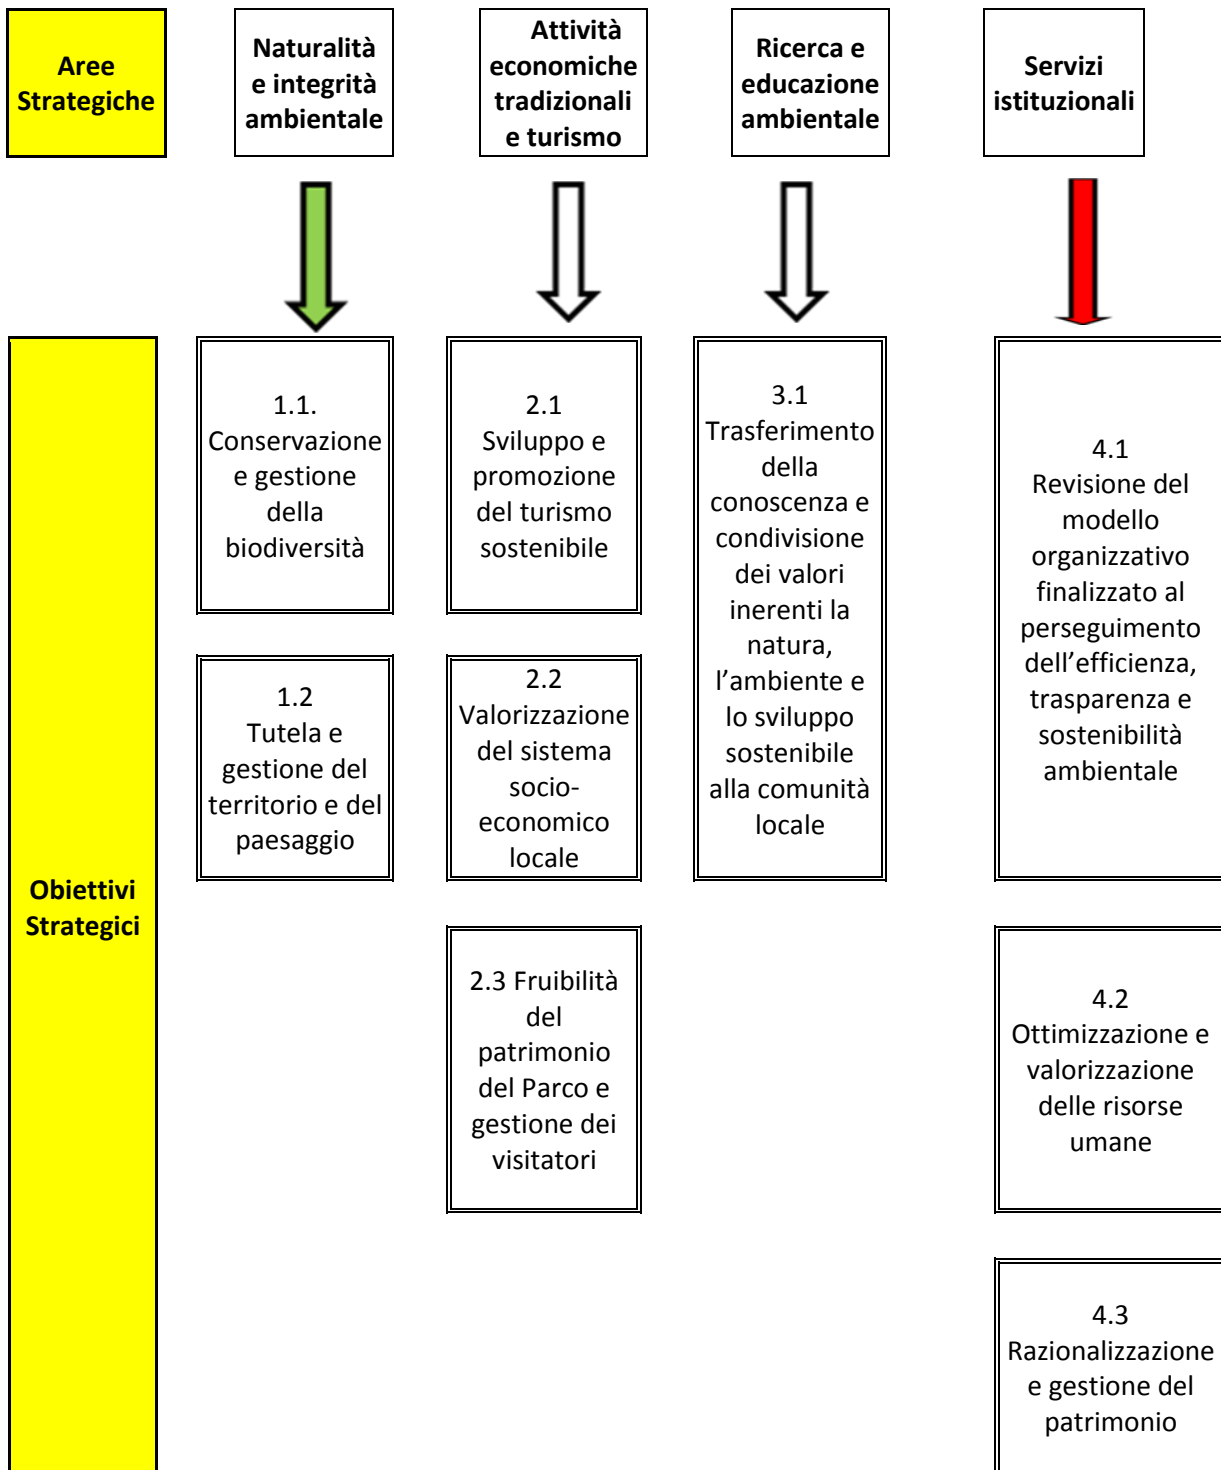 Aree
Strategiche
Naturalità
e integrità
ambientale
Attività
economiche
tradizionali
e turismo
Ricerca e
educazione
ambientale
Servizi
istituzionali
Obiettivi
Strategici
1.1.
Conservazione
e gestione
della
biodiversità
1.2
Tutela e
gestione del
territorio e del
paesaggio
2.1
Sviluppo e
promozione
del turismo
sostenibile
2.2
Valorizzazione
del sistema
socio-
economico
locale
2.3 Fruibilità
del
patrimonio
del Parco e
gestione dei
visitatori
3.1
Trasferimento
della
conoscenza e
condivisione
dei valori
inerenti la
natura,
l’ambiente e
lo sviluppo
sostenibile
alla comunità
locale
4.1
Revisione del
modello
organizzativo
finalizzato al
perseguimento
dell’efficienza,
trasparenza e
sostenibilità
ambientale
4.2
Ottimizzazione e
valorizzazione
delle risorse
umane
4.3
Razionalizzazione
e gestione del
patrimonio